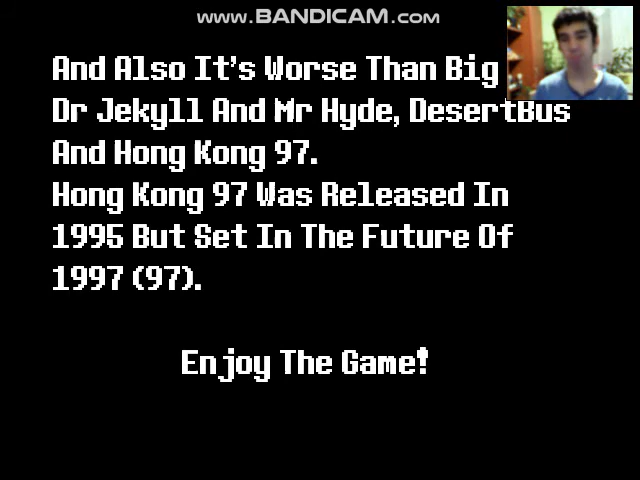 www.BANDICAM.com
And Also It's Worse Than Big
Dr Jekyll And Mr Hyde, DesertBus
And Hong Kong 97.
Hong Kong 97 Was Released In
1995 But Set In The Future Of
1997 (97).
Enjoy The Game!